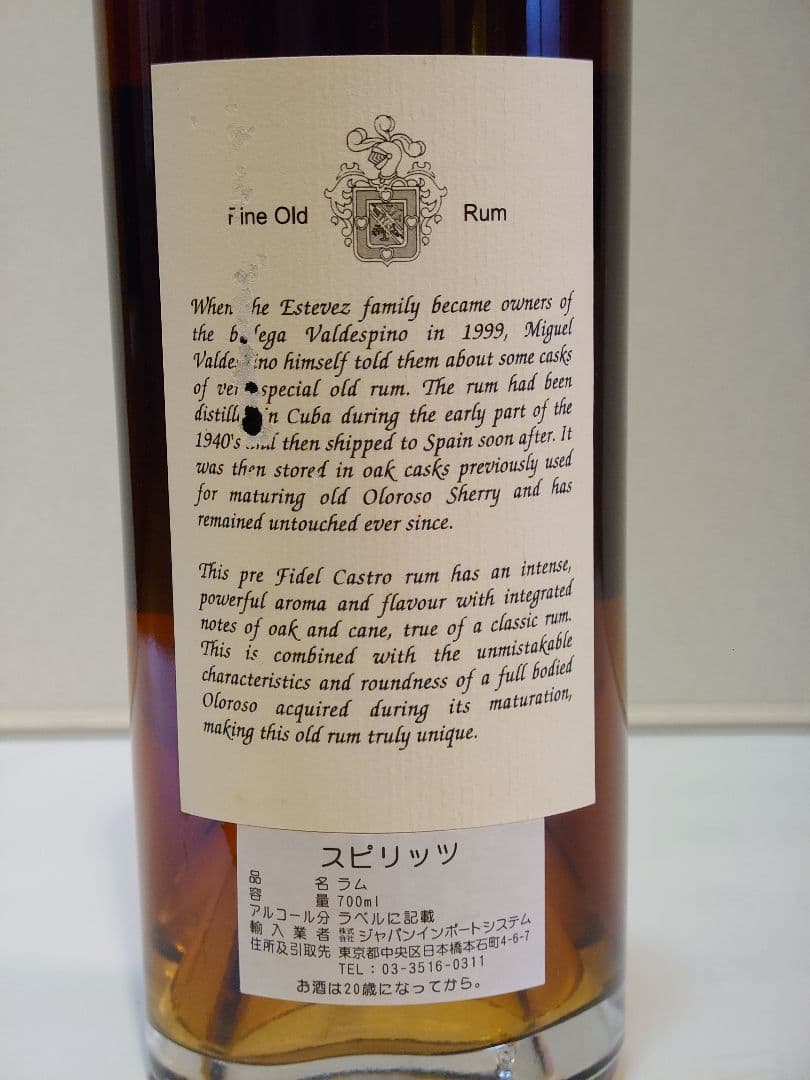 Fine Old Rum
When the Estevez family became owners of
the bodega Valdespino in 1999, Miguel
Valdespino himself told them about some casks
of very special old rum. The rum had been
distilled in Cuba during the early part of the
1940's and then shipped to Spain soon after. It
was then stored in oak casks previously used
for maturing old Oloroso Sherry and has
remained untouched ever since.
This pre Fidel Castro rum has an intense,
powerful aroma and flavour with integrated
notes of oak and cane, true of a classic rum.
This is combined with the unmistakable
characteristics and roundness of a full bodied
Oloroso acquired during its maturation,
making this old rum truly unique.
スピリッツ
品名 ラム
容量 700ml
アルコール分 ラベルに記載
輸入業者 株式会社ジャパンインポートシステム
住所及引取先 東京都中央区日本橋本石町4-6-7
TEL：03-3516-0311
お酒は20歳になってから。